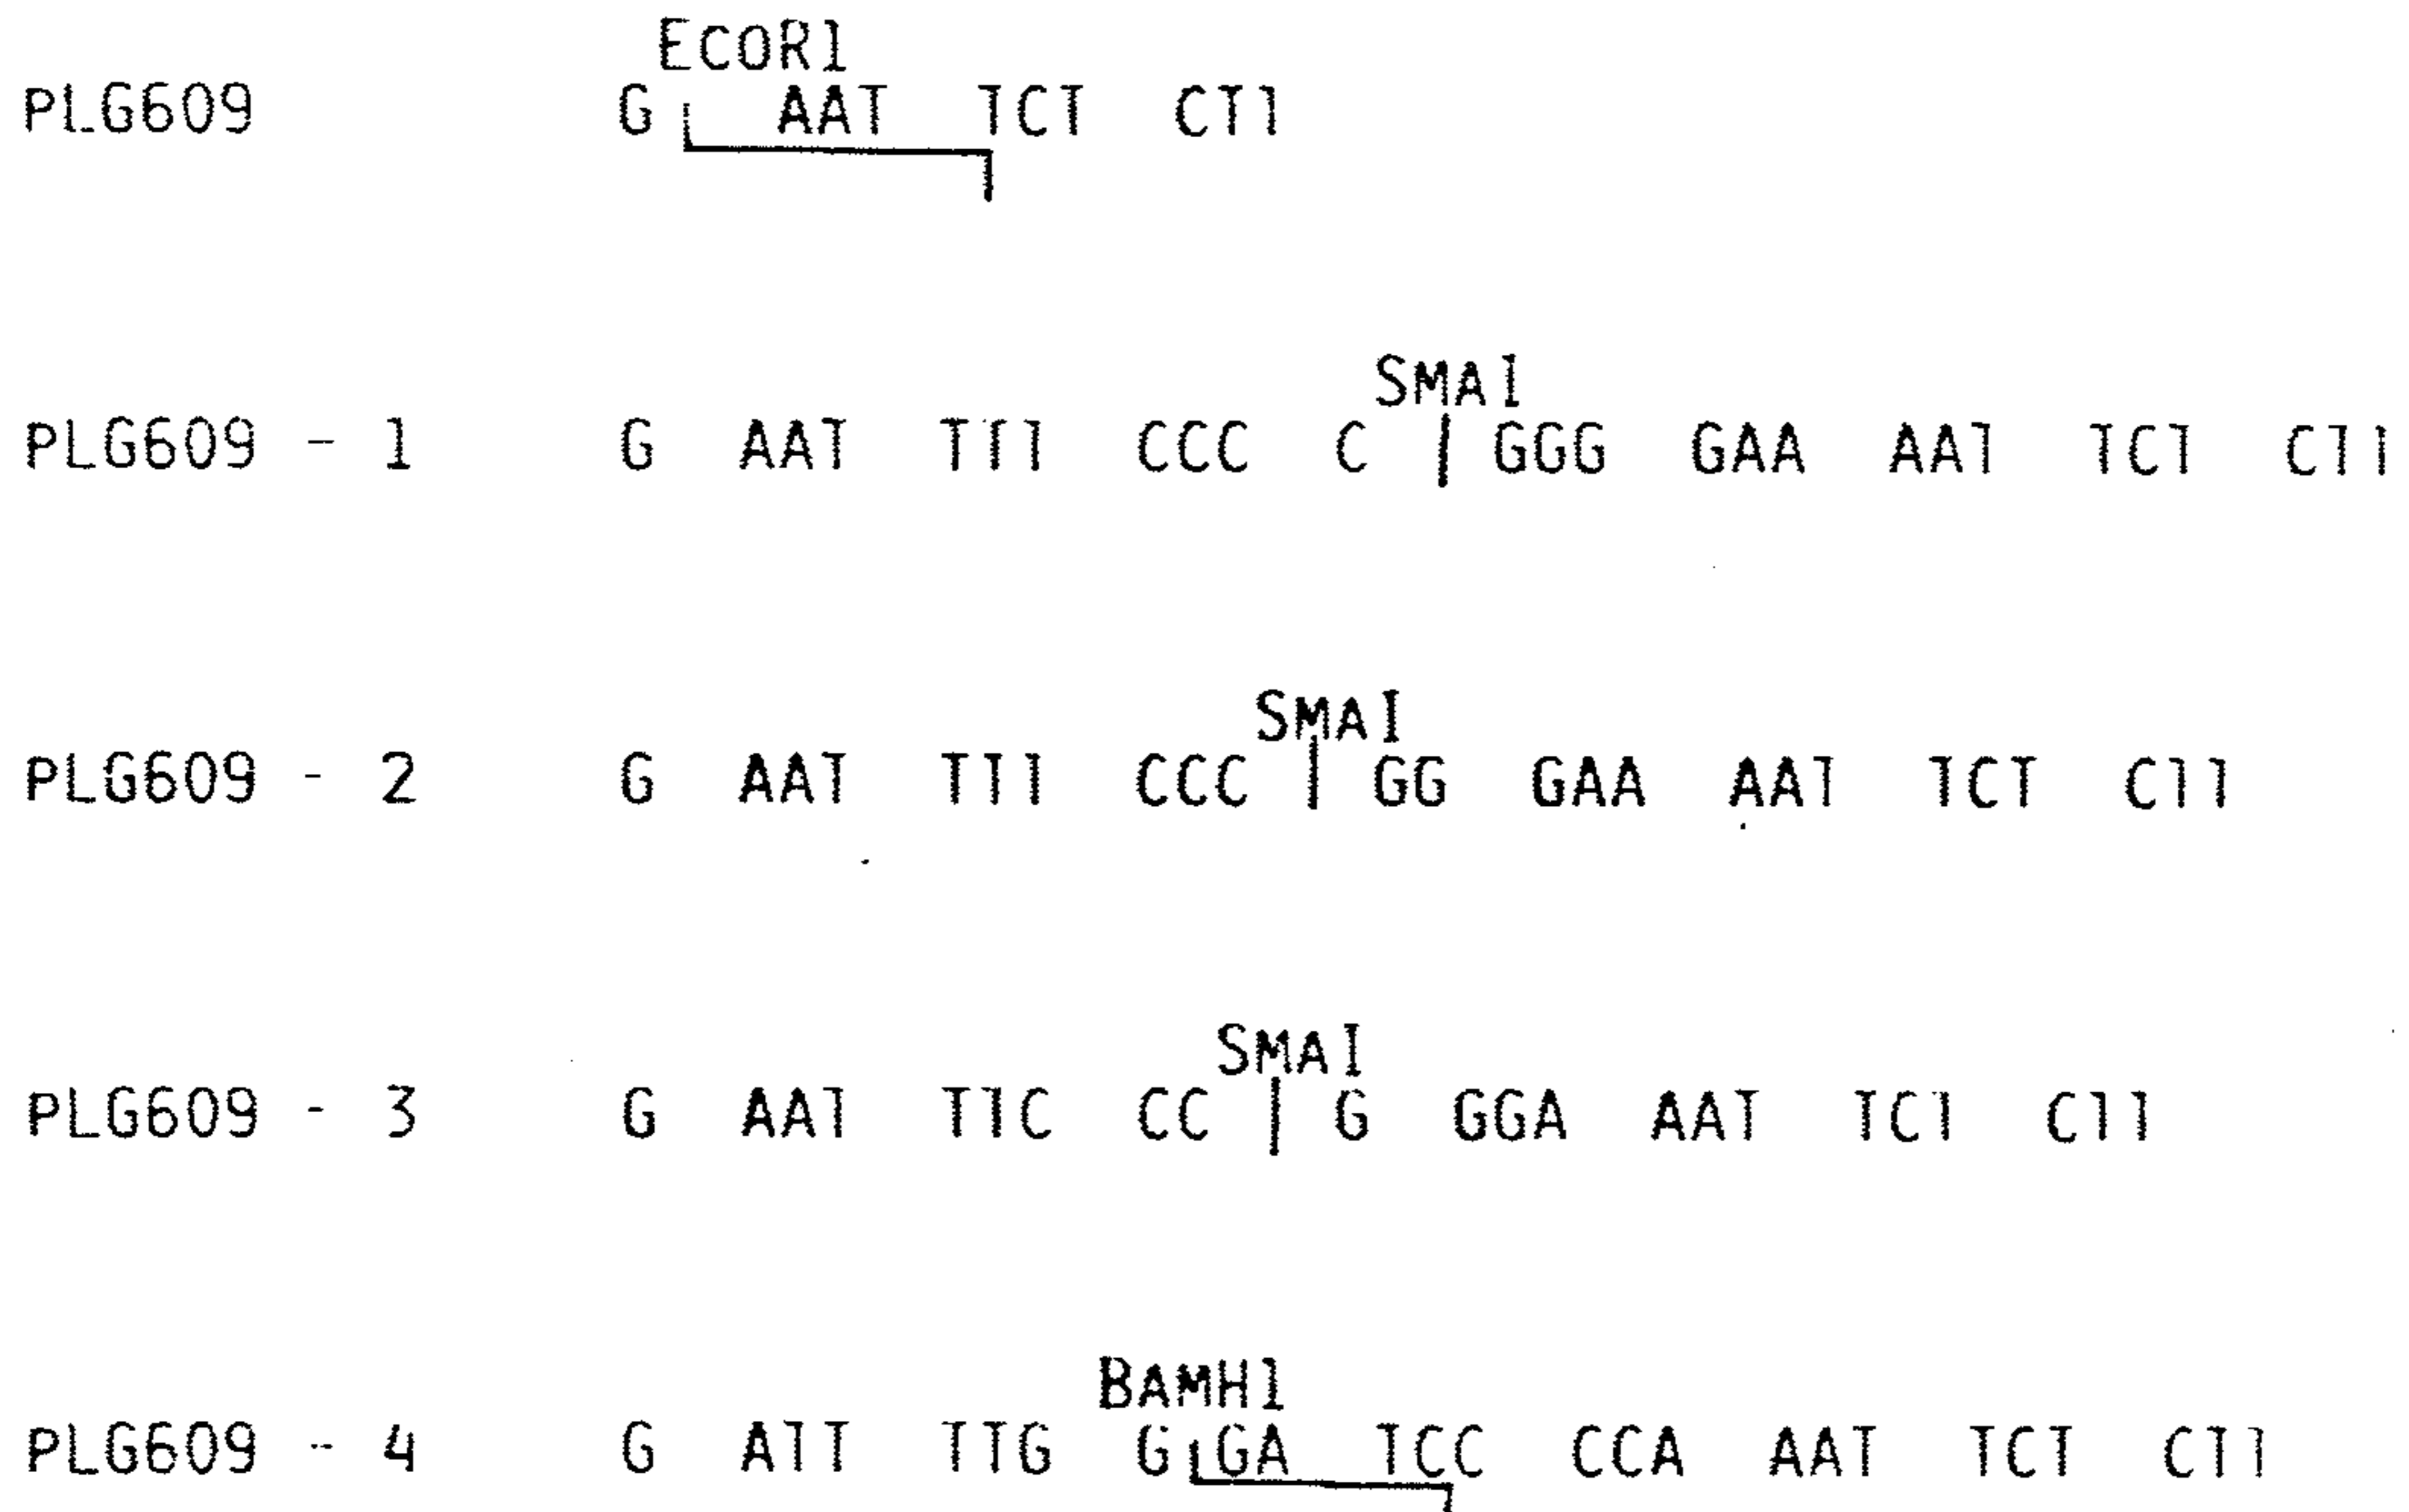 ECOR1
PLG609 G AAT TCT CTT
SMAI
PLG609 - 1 G AAT TTT CCC C GGG GAA AAT TCT CTT
SMAI
PLG609 - 2 G AAT TTT CCC GG GAA AAT TCT CTT
SMAI
PLG609 - 3 G AAT TTC CC G GGA AAT TCT CTT
BAMH1
PLG609 - 4 G ATT TTG G GA TCC CCA AAT TCT CTT